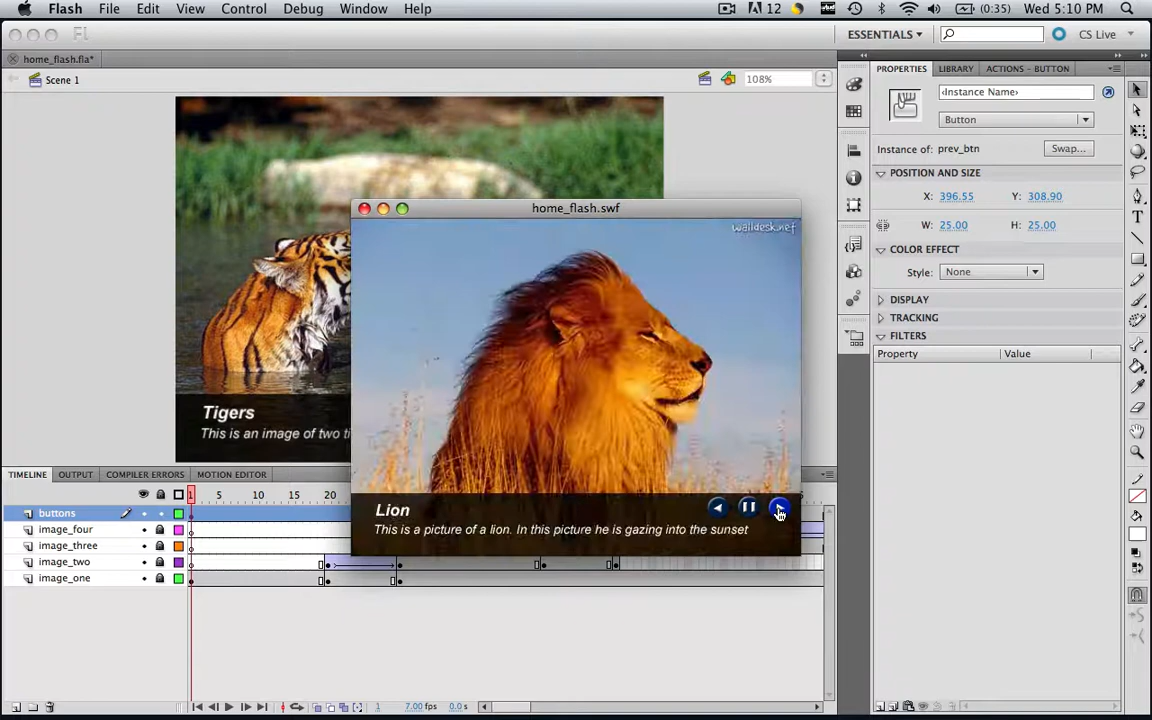 Flash File Edit View Control Debug Window Help 12 (0:35) Wed 5:10 PM
Fl ESSENTIALS CS Live
home_flash.fla*
Scene 1 108%
PROPERTIES LIBRARY ACTIONS - BUTTON
<Instance Name>
Button
Instance of: prev_btn Swap...
POSITION AND SIZE
X: 396.55 Y: 308.90
W: 25.00 H: 25.00
COLOR EFFECT
Style: None
DISPLAY
TRACKING
FILTERS
Property Value
home_flash.swf
Lion
This is a picture of a lion. In this picture he is gazing into the sunset
Tigers
This is an image of two ti
TIMELINE OUTPUT COMPILER ERRORS MOTION EDITOR
1 5 10 15 20
buttons
image_four
image_three
image_two
image_one
1 7.00 fps 0.0 s